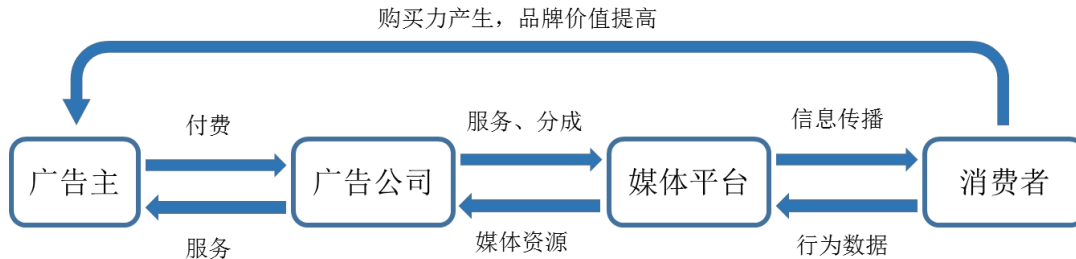 购买力产生，品牌价值提高
付费
服务、分成
信息传播
广告主
广告公司
媒体平台
消费者
服务
媒体资源
行为数据